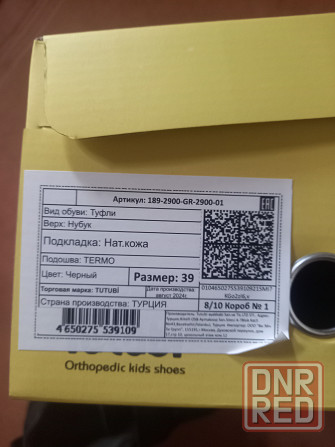 Артикул: 189-2900-GR-2900-01
Вид обуви: Туфли
Верх: Нубук
Подкладка: Нат.кожа
Подошва: TERMO
Цвет: Черный
Размер: 39
Торговая марка: TUTUBI
Дата производства:
август 2024г.
8/10 Короб № 1
Страна производства: ТУРЦИЯ
4 650275 539109
Orthopedic kids shoes
DNR
RED